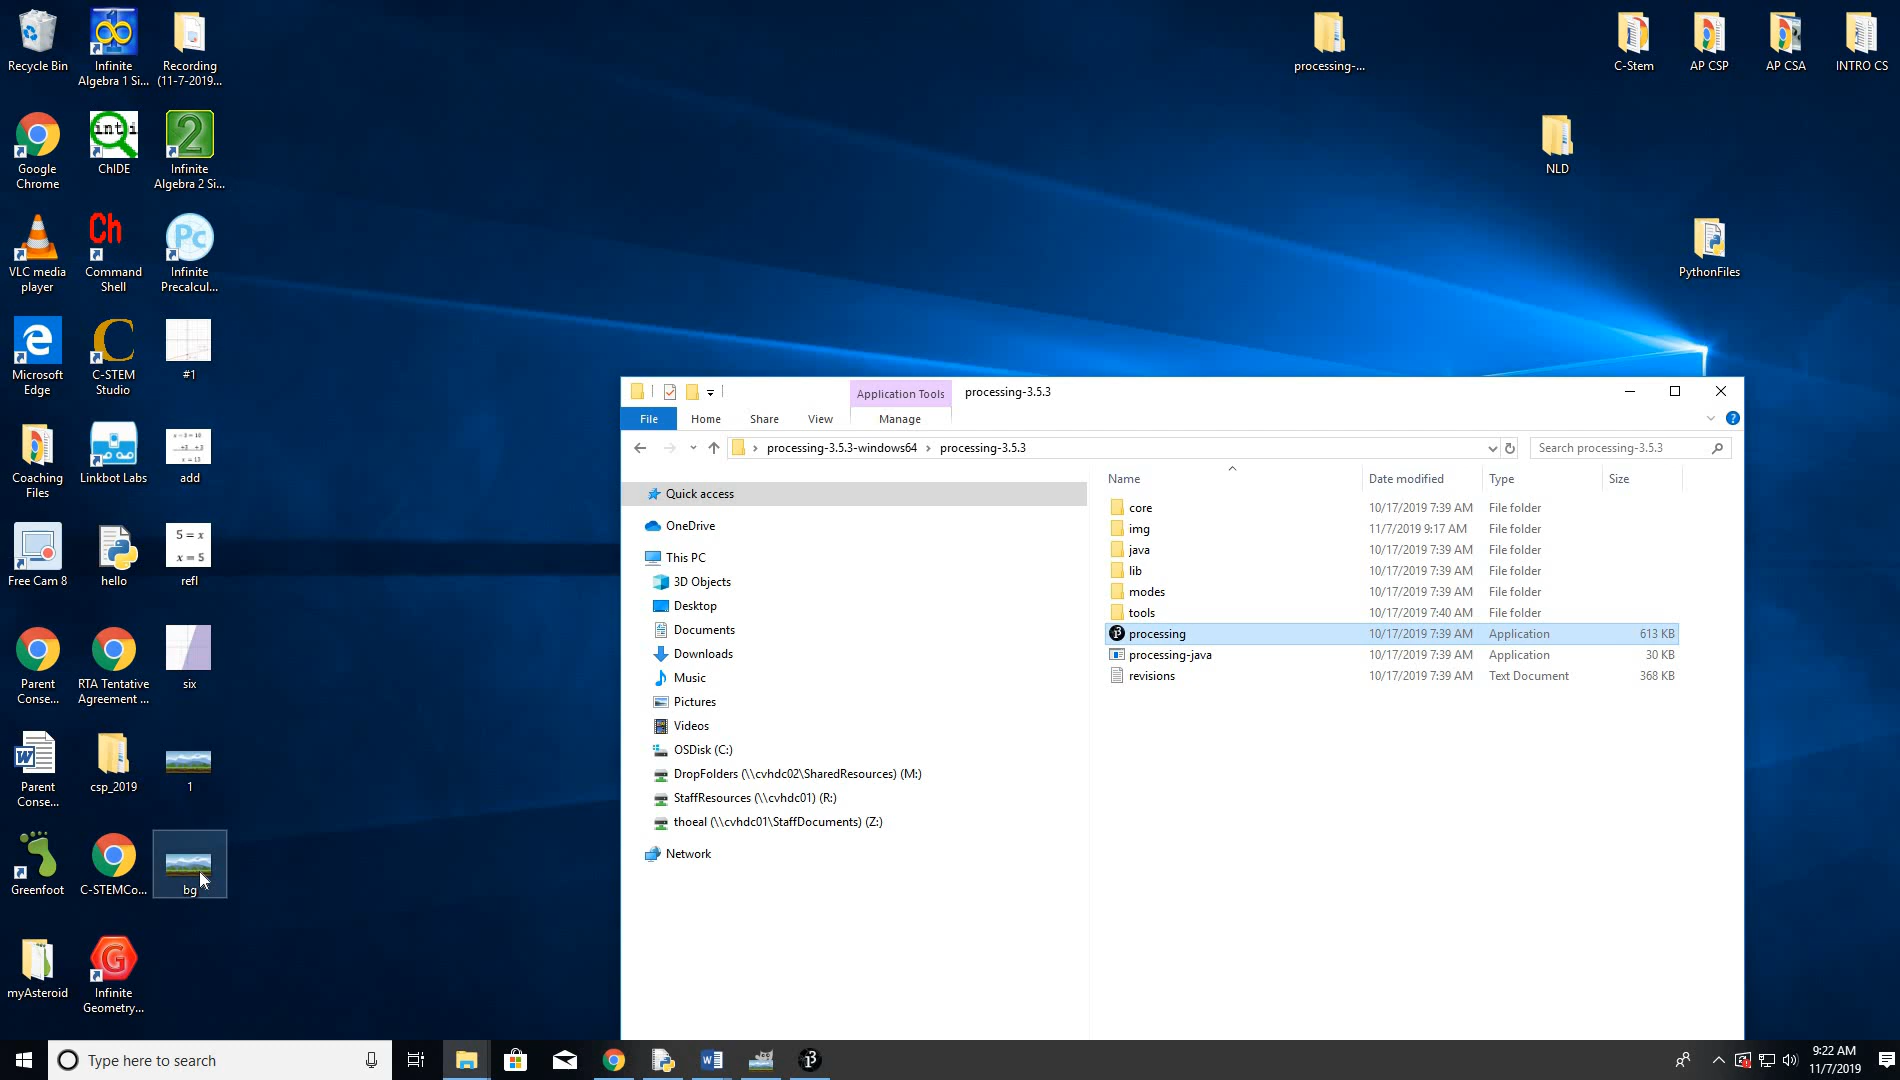 Recycle Bin
Infinite
Algebra 1 Si...
Recording
(11-7-2019...
Google
Chrome
ChIDE
Infinite
Algebra 2 Si...
VLC media
player
Command
Shell
Infinite
Precalcul...
Microsoft
Edge
C-STEM
Studio
#1
Coaching
Files
Linkbot Labs
add
Free Cam 8
hello
5 = x
x = 5
refl
Parent
Conse...
RTA Tentative
Agreement ...
six
Parent
Conse...
csp_2019
1
Greenfoot
C-STEMCo...
bg
myAsteroid
Infinite
Geometry...
processing-...
C-Stem
AP CSP
AP CSA
INTRO CS
NLD
PythonFiles
Application Tools
processing-3.5.3
File
Home
Share
View
Manage
processing-3.5.3-windows64 › processing-3.5.3
Search processing-3.5.3
Quick access
OneDrive
This PC
3D Objects
Desktop
Documents
Downloads
Music
Pictures
Videos
OSDisk (C:)
DropFolders (\\cvhdc02\SharedResources) (M:)
StaffResources (\\cvhdc01) (R:)
thoeal (\\cvhdc01\StaffDocuments) (Z:)
Network
Name Date modified Type Size
core 10/17/2019 7:39 AM File folder
img 11/7/2019 9:17 AM File folder
java 10/17/2019 7:39 AM File folder
lib 10/17/2019 7:39 AM File folder
modes 10/17/2019 7:39 AM File folder
tools 10/17/2019 7:40 AM File folder
processing 10/17/2019 7:39 AM Application 613 KB
processing-java 10/17/2019 7:39 AM Application 30 KB
revisions 10/17/2019 7:39 AM Text Document 368 KB
Type here to search
9:22 AM
11/7/2019